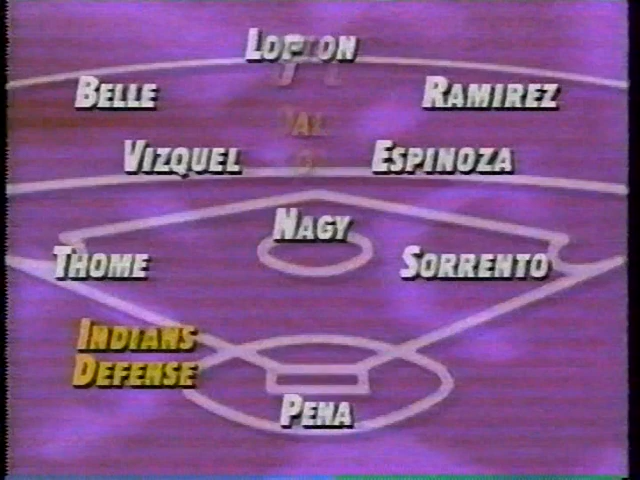 LOFTON
BELLE
RAMIREZ
VIZQUEL
ESPINOZA
NAGY
THOME
SORRENTO
INDIANS
DEFENSE
PENA